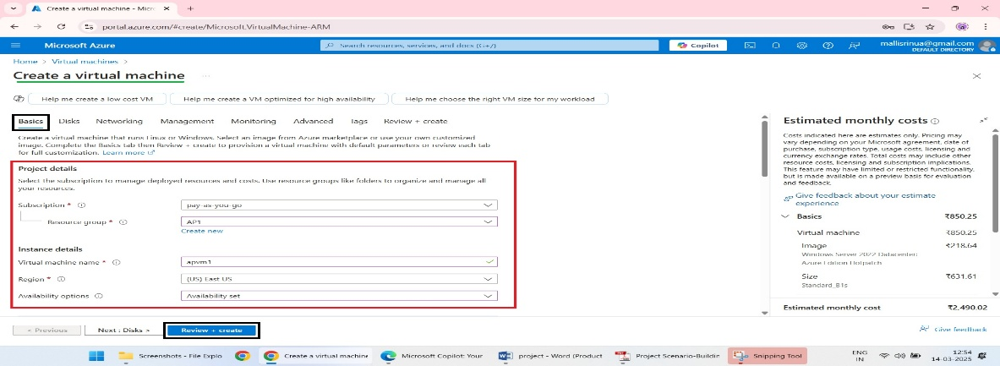 Create a virtual machine - Micro
portal.azure.com/#create/Microsoft.VirtualMachine-ARM
Microsoft Azure
Search resources, services, and docs (G+/)
Copilot
mallisrinua@gmail.com
DEFAULT DIRECTORY
Home > Virtual machines >
Create a virtual machine ...
Help me create a low cost VM
Help me create a VM optimized for high availability
Help me choose the right VM size for my workload
Basics Disks Networking Management Monitoring Advanced Tags Review + create
Create a virtual machine that runs Linux or Windows. Select an image from Azure marketplace or use your own customized
image. Complete the Basics tab then Review + create to provision a virtual machine with default parameters or review each tab
for full customization. Learn more
Project details
Select the subscription to manage deployed resources and costs. Use resource groups like folders to organize and manage all
your resources.
Subscription *
pay-as-you-go
Resource group *
AP1
Create new
Instance details
Virtual machine name *
apvm1
Region *
(US) East US
Availability options
Availability set
< Previous
Next : Disks >
Review + create
Estimated monthly costs
Costs indicated here are estimates only. Pricing may
vary depending on your Microsoft agreement, date of
purchase, subscription type, usage costs, licensing and
currency exchange rates. Total costs may include other
resource costs, licensing and subscription implications.
This feature may have limited or restricted functionality,
but is made available on a preview basis for evaluation
and feedback.
Give feedback about your estimate
experience
Basics ₹850.25
Virtual machine ₹850.25
Image ₹218.64
Windows Server 2022 Datacenter:
Azure Edition Hotpatch
Size ₹631.61
Standard_B1s
Estimated monthly cost ₹2,490.02
Give feedback
Screenshots - File Explo
Create a virtual machine
Microsoft Copilot: Your
project - Word (Product
Project Scenario-Buildin
Snipping Tool
ENG
IN
12:54
14-03-2025